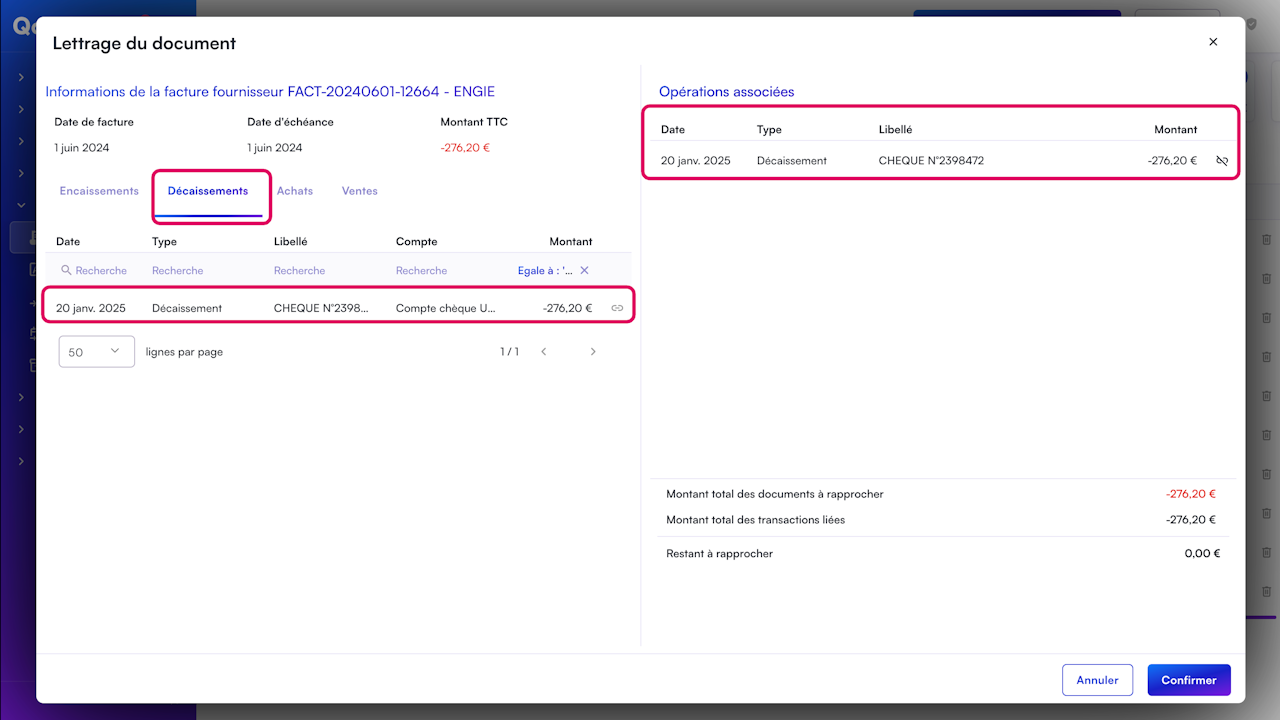 Lettrage du document
Informations de la facture fournisseur FACT-20240601-12664 - ENGIE
Date de facture Date d'échéance Montant TTC
1 juin 2024 1 juin 2024 -276,20 €
Encaissements Décaissements Achats Ventes
Date Type Libellé Compte Montant
Recherche Recherche Recherche Recherche Egale à : '...
20 janv. 2025 Décaissement CHEQUE N°2398... Compte chèque U... -276,20 €
50 lignes par page 1 / 1
Opérations associées
Date Type Libellé Montant
20 janv. 2025 Décaissement CHEQUE N°2398472 -276,20 €
Montant total des documents à rapprocher -276,20 €
Montant total des transactions liées -276,20 €
Restant à rapprocher 0,00 €
Annuler Confirmer